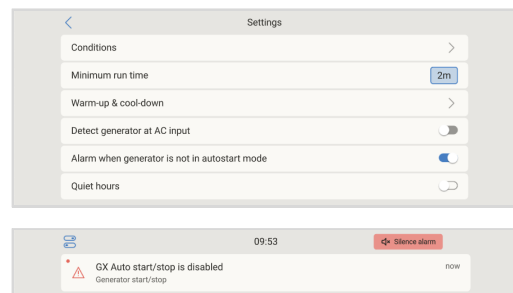 Settings
Conditions
Minimum run time 2m
Warm-up & cool-down
Detect generator at AC input
Alarm when generator is not in autostart mode
Quiet hours
09:53 Silence alarm
GX Auto start/stop is disabled now
Generator start/stop